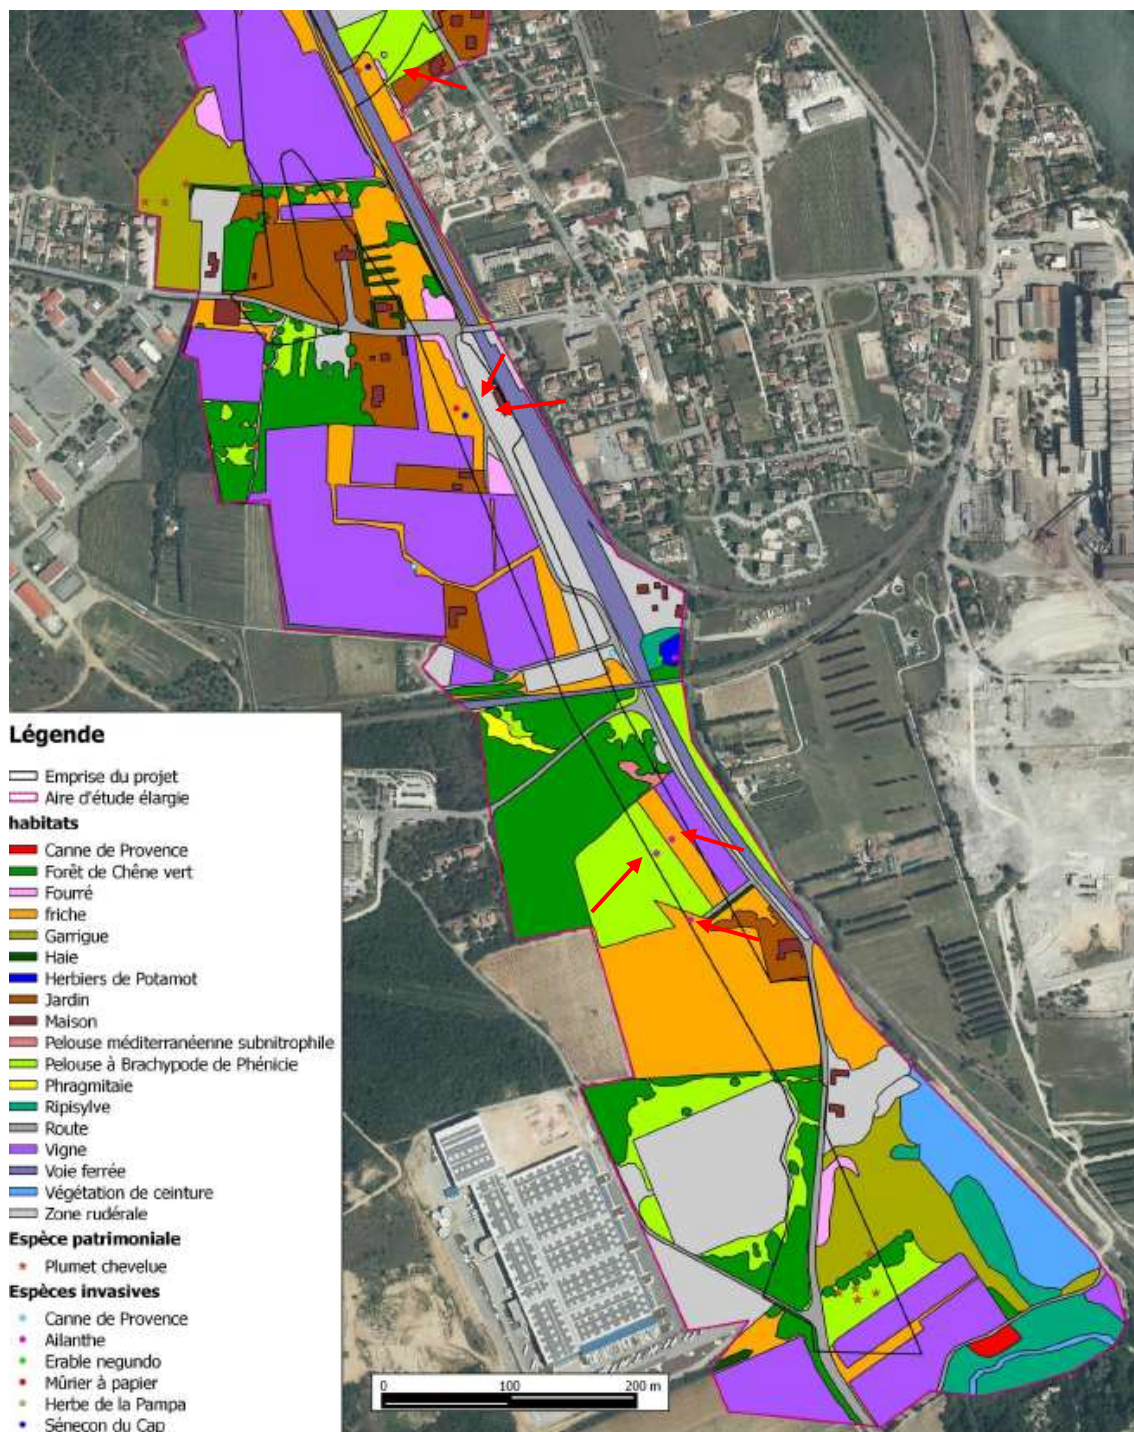 Légende
Emprise du projet
Aire d'étude élargie
habitats
Canne de Provence
Forêt de Chêne vert
Fourré
friche
Garrigue
Haie
Herbiers de Potamot
Jardin
Maison
Pelouse méditerranéenne subnitrophile
Pelouse à Brachypode de Phénicie
Phragmitaie
Ripisylve
Route
Vigne
Voie ferrée
Végétation de ceinture
Zone rudérale
Espèce patrimoniale
Plumet chevelue
Espèces invasives
Canne de Provence
Ailanthe
Erable negundo
Mûrier à papier
Herbe de la Pampa
Séneçon du Cap
0 100 200 m